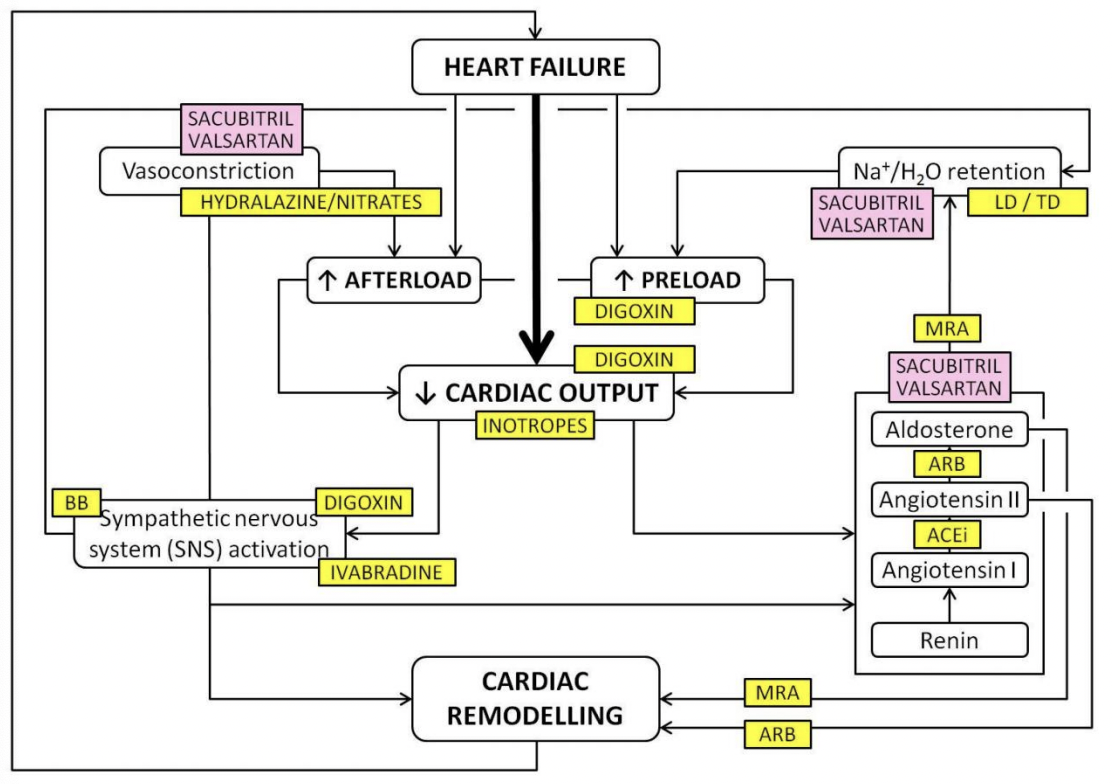 HEART FAILURE
SACUBITRIL
VALSARTAN
Vasoconstriction
HYDRALAZINE/NITRATES
Na⁺/H₂O retention
SACUBITRIL
VALSARTAN
LD / TD
↑ AFTERLOAD
↑ PRELOAD
DIGOXIN
DIGOXIN
↓ CARDIAC OUTPUT
INOTROPES
MRA
SACUBITRIL
VALSARTAN
Aldosterone
ARB
Angiotensin II
ACEi
Angiotensin I
Renin
BB
DIGOXIN
Sympathetic nervous
system (SNS) activation
IVABRADINE
CARDIAC
REMODELLING
MRA
ARB